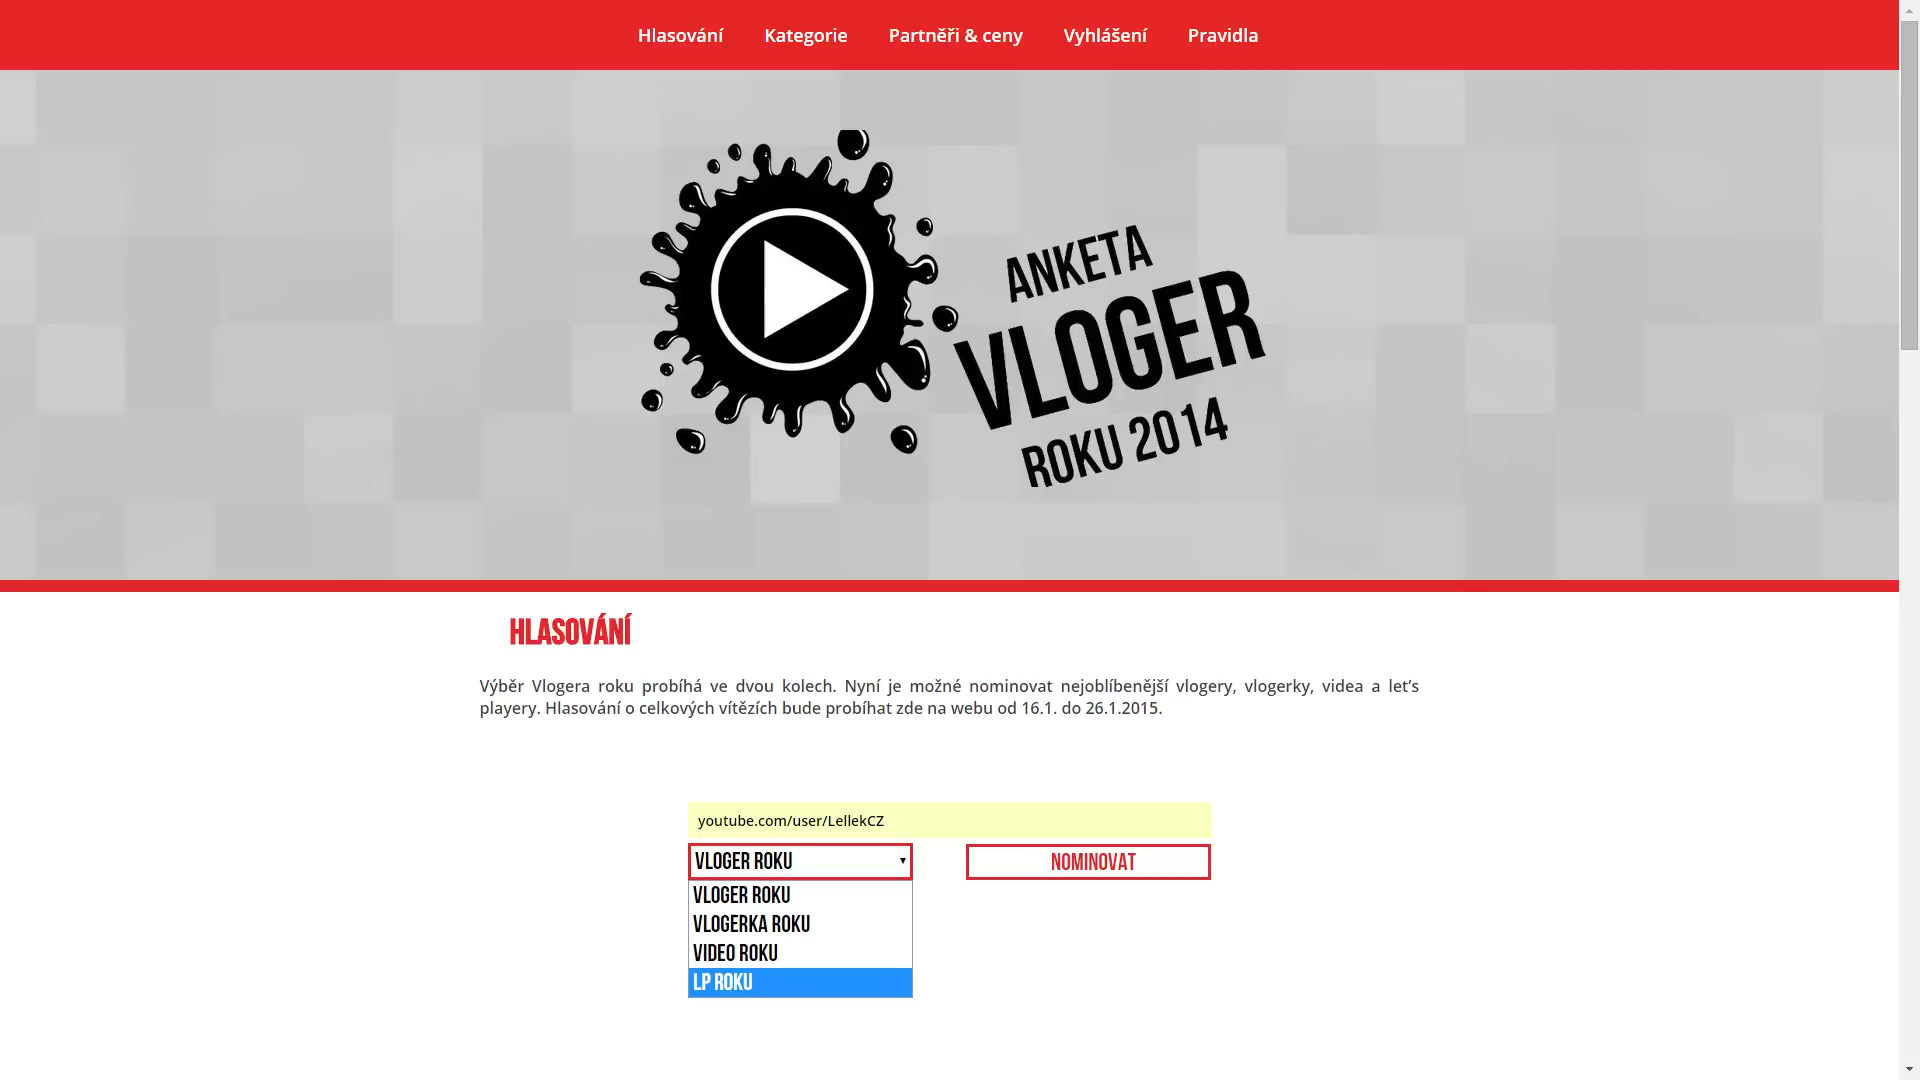 Hlasování Kategorie Partněři & ceny Vyhlášení Pravidla
ANKETA
VLOGER
ROKU 2014
HLASOVÁNÍ
Výběr Vlogera roku probíhá ve dvou kolech. Nyní je možné nominovat nejoblíbenější vlogery, vlogerky, videa a let’s
playery. Hlasování o celkových vítězích bude probíhat zde na webu od 16.1. do 26.1.2015.
youtube.com/user/LellekCZ
VLOGER ROKU NOMINOVAT
VLOGER ROKU
VLOGERKA ROKU
VIDEO ROKU
LP ROKU